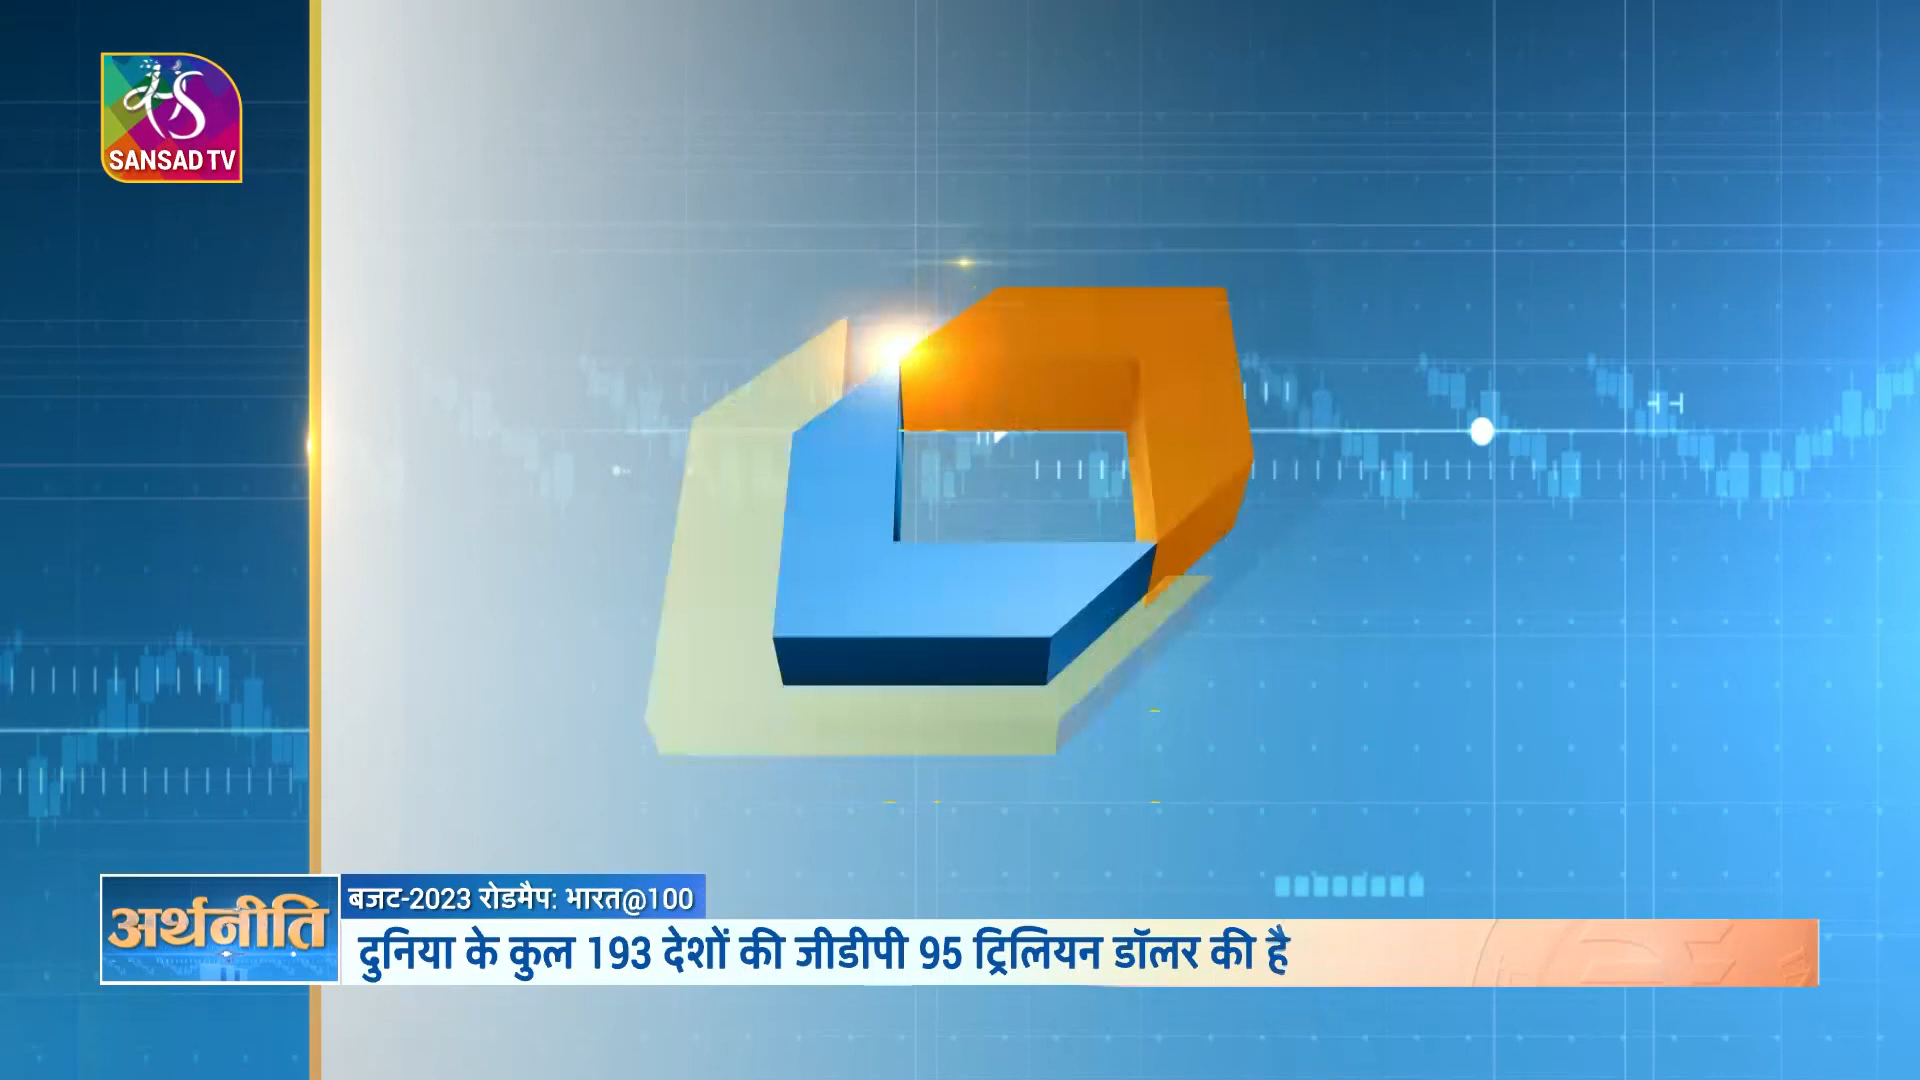 SANSAD TV
बजट-2023 रोडमैप: भारत@100
अर्थनीति
दुनिया के कुल 193 देशों की जीडीपी 95 ट्रिलियन डॉलर की है